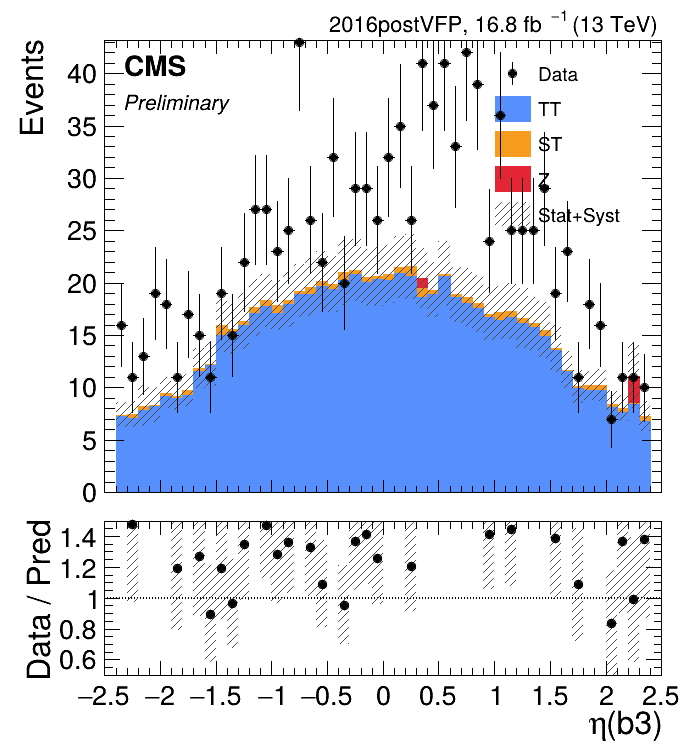 2016postVFP, 16.8 fb⁻¹ (13 TeV)
CMS
Preliminary
Events
40
35
30
25
20
15
10
5
0
Data
TT
ST
Z
Stat+Syst
Data / Pred
1.4
1.2
1
0.8
0.6
−2.5 −2 −1.5 −1 −0.5 0 0.5 1 1.5 2 2.5
η(b3)